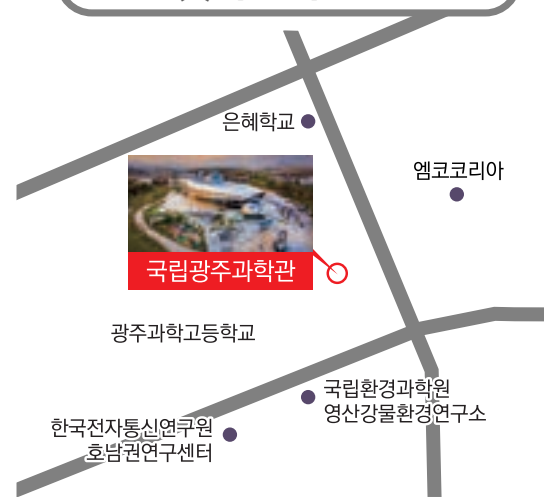 은혜학교
엠코코리아
국립광주과학관
광주과학고등학교
국립환경과학원
영산강물환경연구소
한국전자통신연구원
호남권연구센터